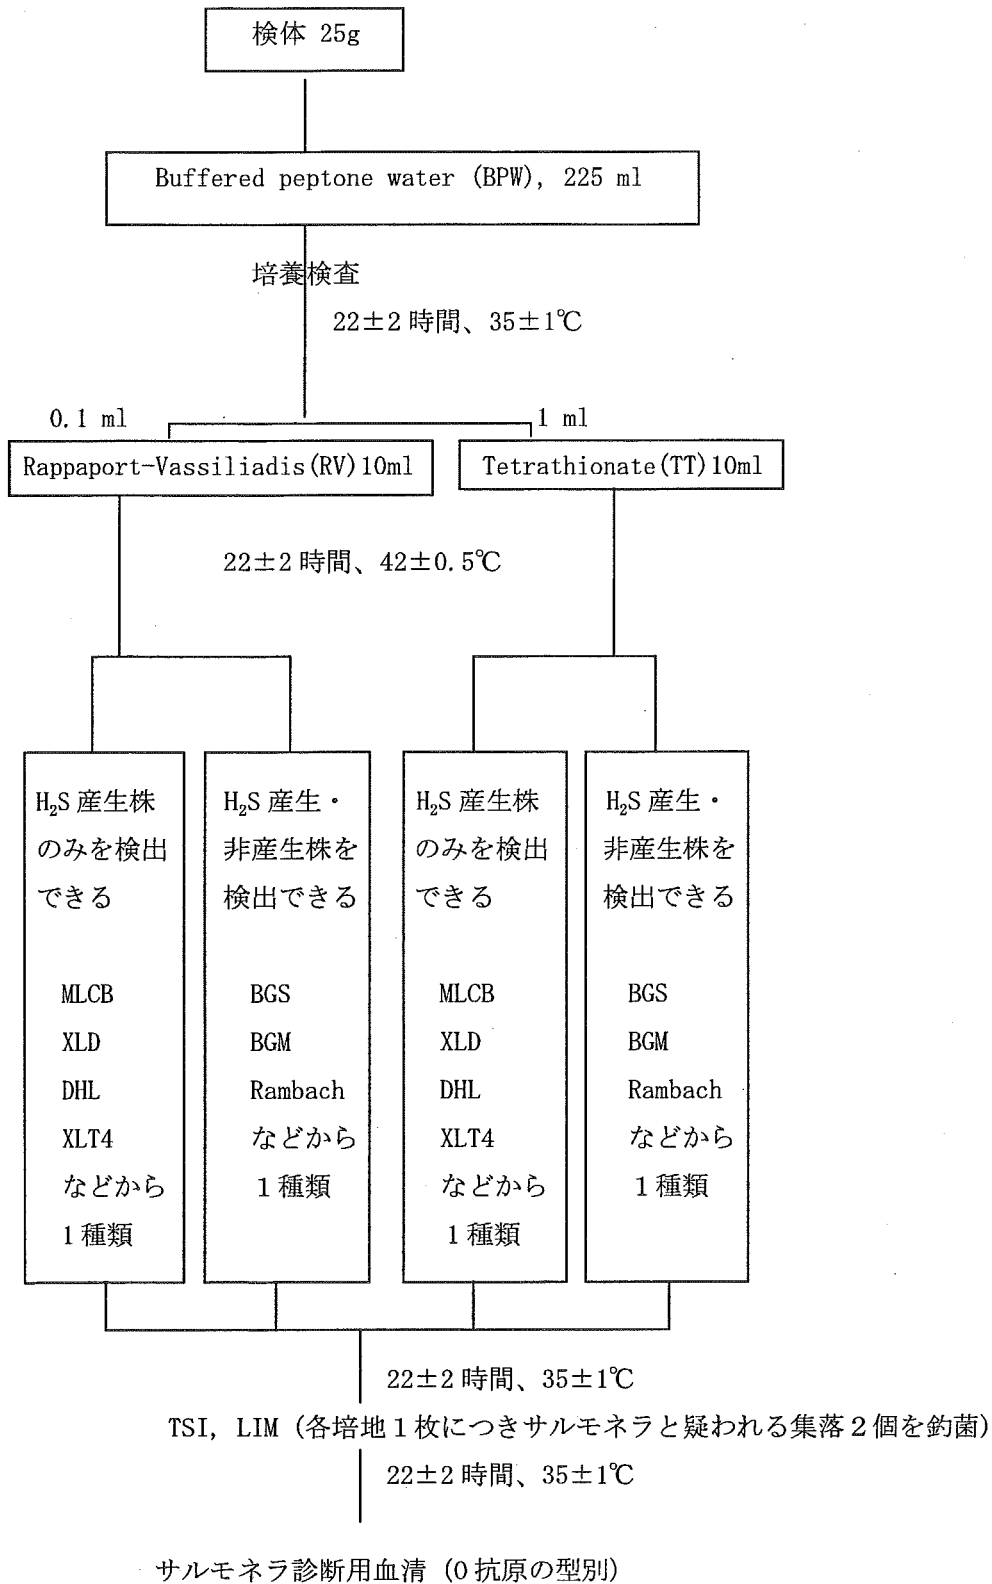 検体 25g
Buffered peptone water (BPW), 225 ml
培養検査
22±2 時間、35±1℃
0.1 ml
1 ml
Rappaport-Vassiliadis(RV)10ml
Tetrathionate(TT)10ml
22±2 時間、42±0.5℃
H₂S 産生株
のみを検出
できる
MLCB
XLD
DHL
XLT4
などから
1種類
H₂S 産生・
非産生株を
検出できる
BGS
BGM
Rambach
などから
1種類
H₂S 産生株
のみを検出
できる
MLCB
XLD
DHL
XLT4
などから
1種類
H₂S 産生・
非産生株を
検出できる
BGS
BGM
Rambach
などから
1種類
22±2 時間、35±1℃
TSI, LIM (各培地1枚につきサルモネラと疑われる集落2個を釣菌)
22±2 時間、35±1℃
サルモネラ診断用血清 (O 抗原の型別)